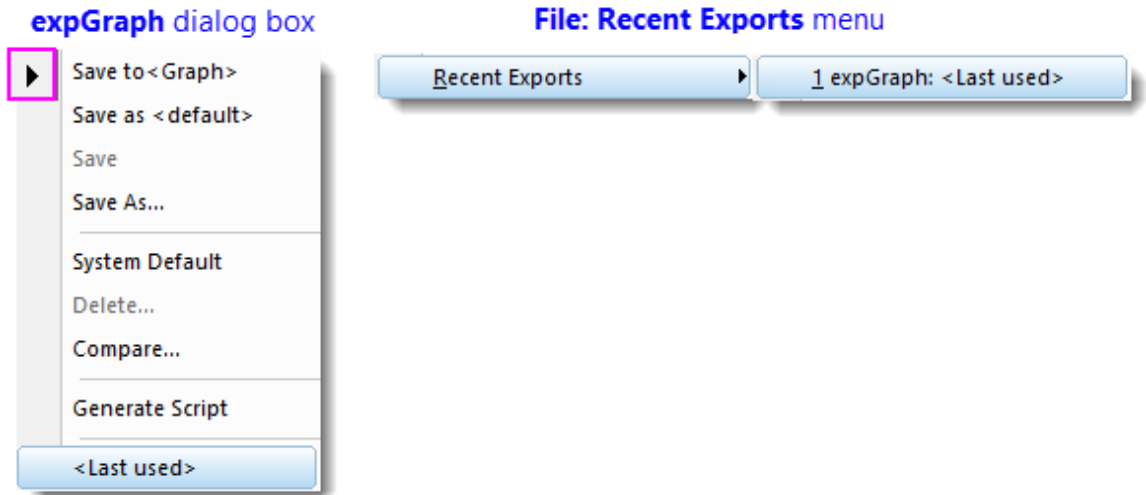 expGraph dialog box
Save to<Graph>
Save as <default>
Save
Save As...
System Default
Delete...
Compare...
Generate Script
<Last used>
File: Recent Exports menu
Recent Exports
1 expGraph: <Last used>